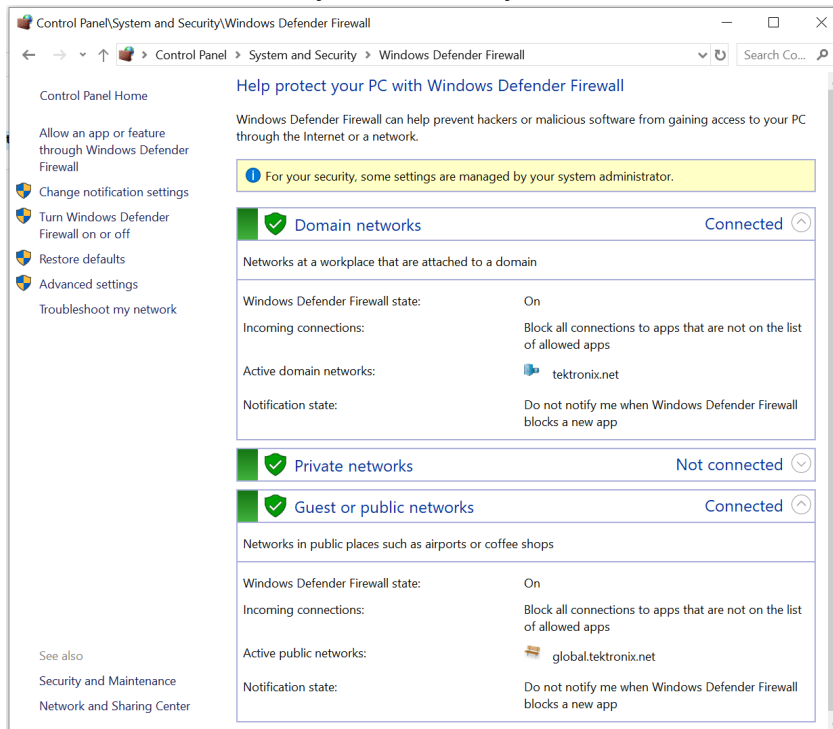 Control Panel\System and Security\Windows Defender Firewall
Control Panel > System and Security > Windows Defender Firewall
Search Co...
Control Panel Home
Allow an app or feature
through Windows Defender
Firewall
Change notification settings
Turn Windows Defender
Firewall on or off
Restore defaults
Advanced settings
Troubleshoot my network
See also
Security and Maintenance
Network and Sharing Center
Help protect your PC with Windows Defender Firewall
Windows Defender Firewall can help prevent hackers or malicious software from gaining access to your PC
through the Internet or a network.
For your security, some settings are managed by your system administrator.
Domain networks Connected
Networks at a workplace that are attached to a domain
Windows Defender Firewall state: On
Incoming connections: Block all connections to apps that are not on the list
of allowed apps
Active domain networks: tektronix.net
Notification state: Do not notify me when Windows Defender Firewall
blocks a new app
Private networks Not connected
Guest or public networks Connected
Networks in public places such as airports or coffee shops
Windows Defender Firewall state: On
Incoming connections: Block all connections to apps that are not on the list
of allowed apps
Active public networks: global.tektronix.net
Notification state: Do not notify me when Windows Defender Firewall
blocks a new app